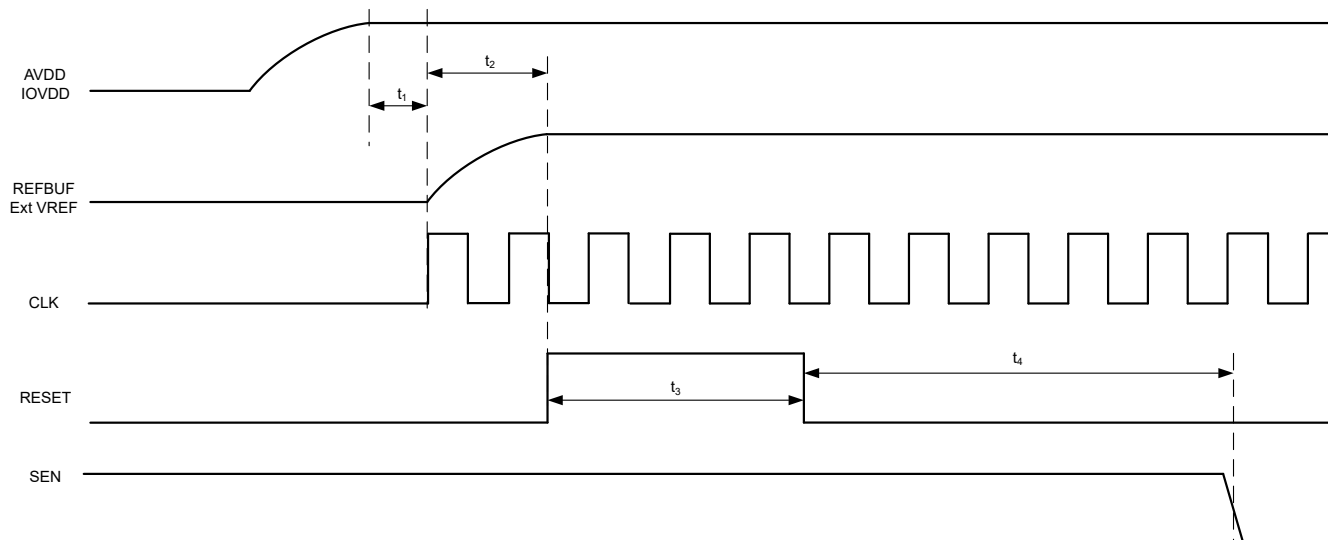 AVDD
IOVDD
t₂
t₁
REFBUF
Ext VREF
CLK
RESET
t₃
t₄
SEN